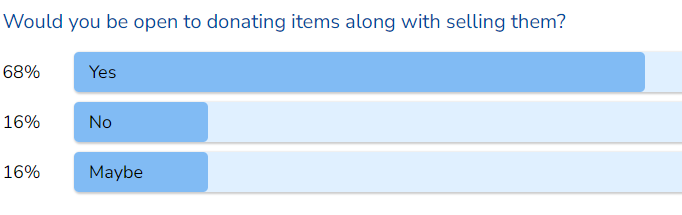 Would you be open to donating items along with selling them?
68% Yes
16% No
16% Maybe